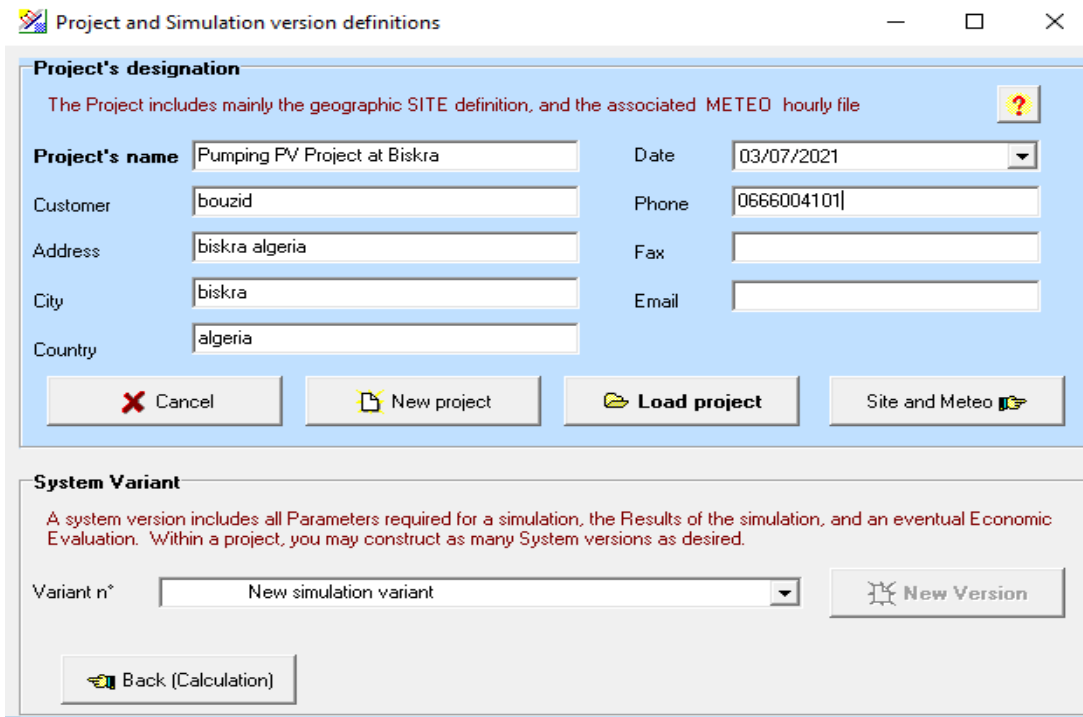 Project and Simulation version definitions
Project's designation
The Project includes mainly the geographic SITE definition, and the associated METEO hourly file
?
Project's name Pumping PV Project at Biskra Date 03/07/2021
Customer bouzid Phone 0666004101
Address biskra algeria Fax
City biskra Email
Country algeria
Cancel New project Load project Site and Meteo
System Variant
A system version includes all Parameters required for a simulation, the Results of the simulation, and an eventual Economic
Evaluation. Within a project, you may construct as many System versions as desired.
Variant n° New simulation variant New Version
Back (Calculation)